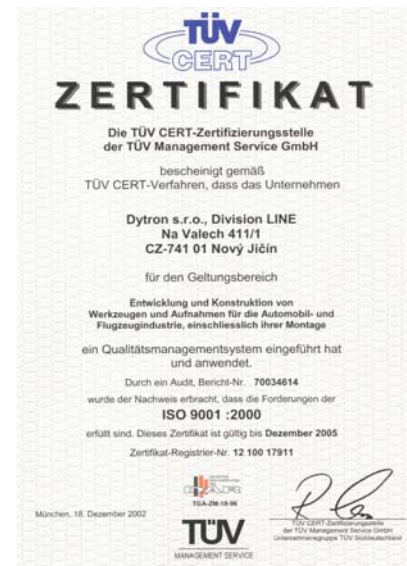 TÜV
CERT
ZERTIFIKAT
Die TÜV CERT-Zertifizierungsstelle
der TÜV Management Service GmbH
bescheinigt gemäß
TÜV CERT-Verfahren, dass das Unternehmen
Dytron s.r.o., Division LINE
Na Valech 411/1
CZ-741 01 Nový Jičín
für den Geltungsbereich
Entwicklung und Konstruktion von
Werkzeugen und Aufnahmen für die Automobil- und
Flugzeugindustrie, einschliesslich ihrer Montage
ein Qualitätsmanagementsystem eingeführt hat
und anwendet.
Durch ein Audit, Bericht-Nr. 70034614
wurde der Nachweis erbracht, dass die Forderungen der
ISO 9001 :2000
erfüllt sind. Dieses Zertifikat ist gültig bis Dezember 2005
Zertifikat-Registrier-Nr. 12 100 17911
TGA-ZM-18-96
München, 18. Dezember 2002
TÜV
MANAGEMENT SERVICE
TÜV CERT-Zertifizierungsstelle
der TÜV Management Service GmbH
Unternehmensgruppe TÜV Süddeutschland